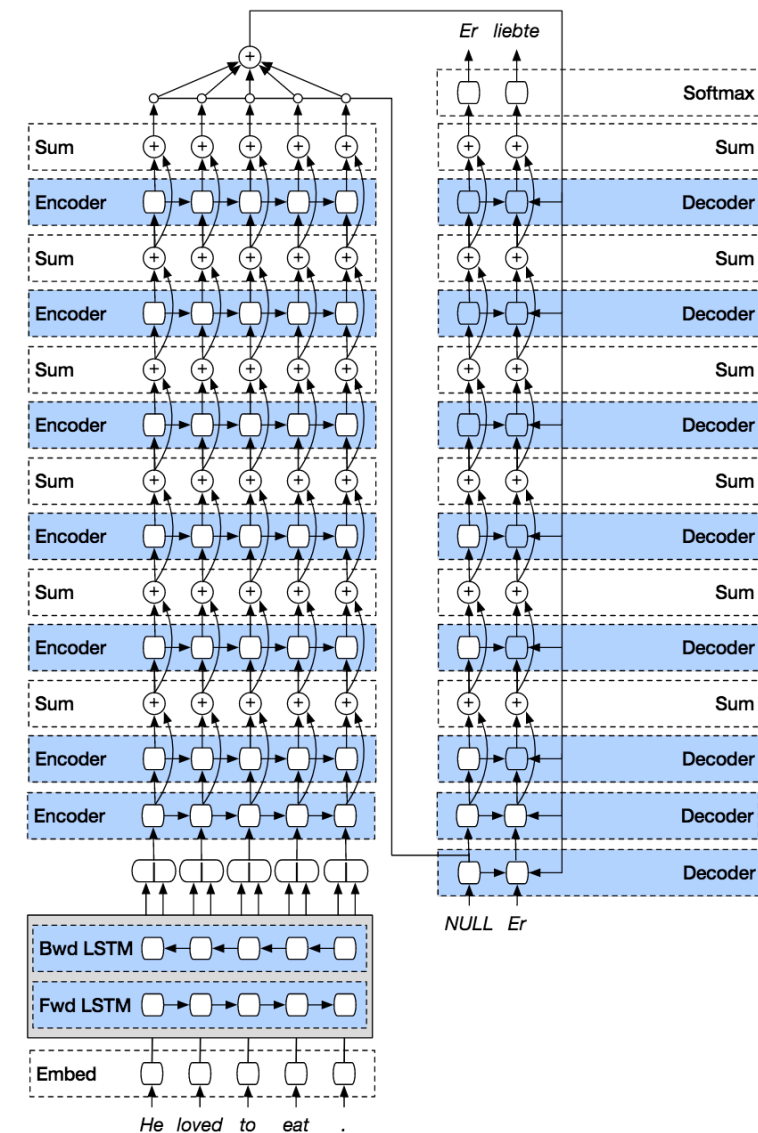 Er liebte
Softmax
Sum
Sum
Encoder
Decoder
Sum
Sum
Encoder
Decoder
Sum
Sum
Encoder
Decoder
Sum
Sum
Encoder
Decoder
Sum
Sum
Encoder
Decoder
Sum
Sum
Encoder
Decoder
Encoder
Decoder
Decoder
NULL Er
Bwd LSTM
Fwd LSTM
Embed
He loved to eat .